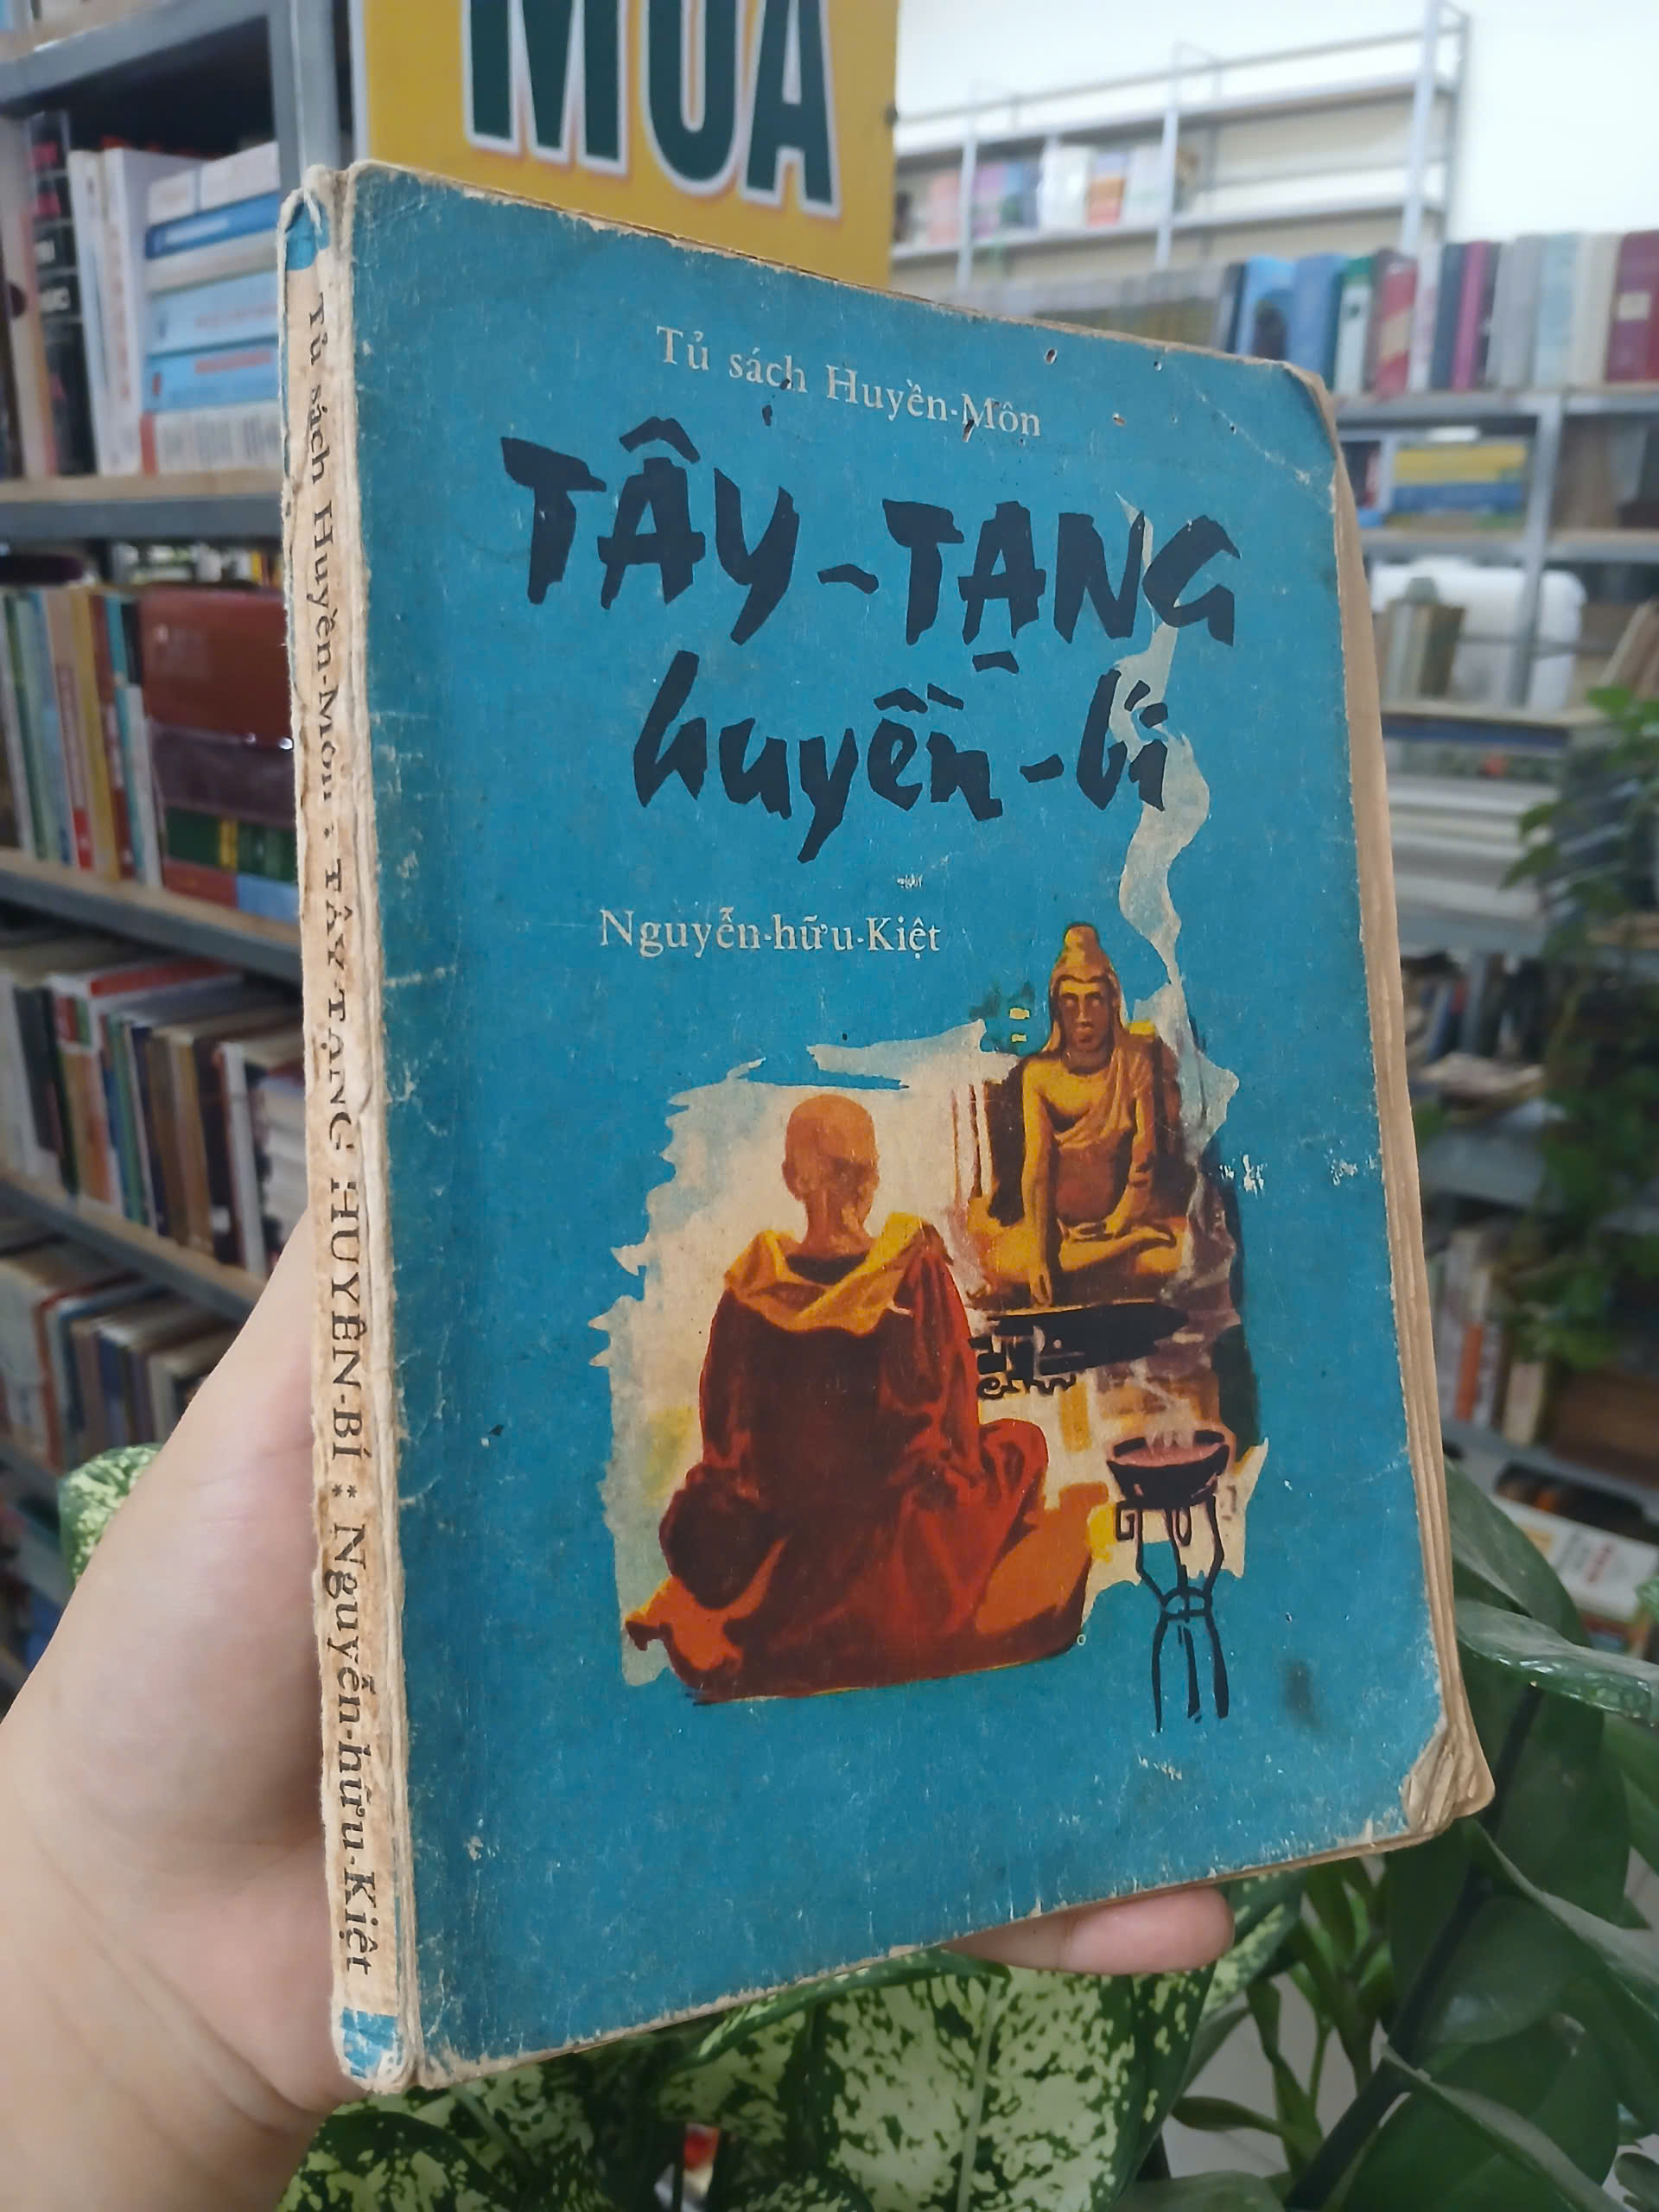 MUA
Tủ sách Huyền-Môn
TÂY-TẠNG
huyền-bí
Nguyễn-hữu-Kiệt
Tủ sách Huyền-Môn : TÂY-TẠNG HUYỀN-BÍ ** Nguyễn-hữu-Kiệt